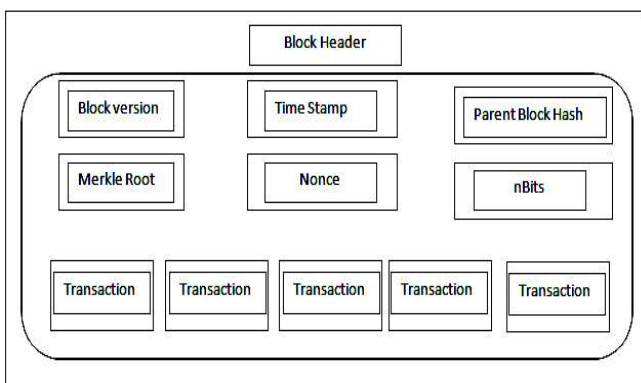 Block Header
Block version
Time Stamp
Parent Block Hash
Merkle Root
Nonce
nBits
Transaction
Transaction
Transaction
Transaction
Transaction